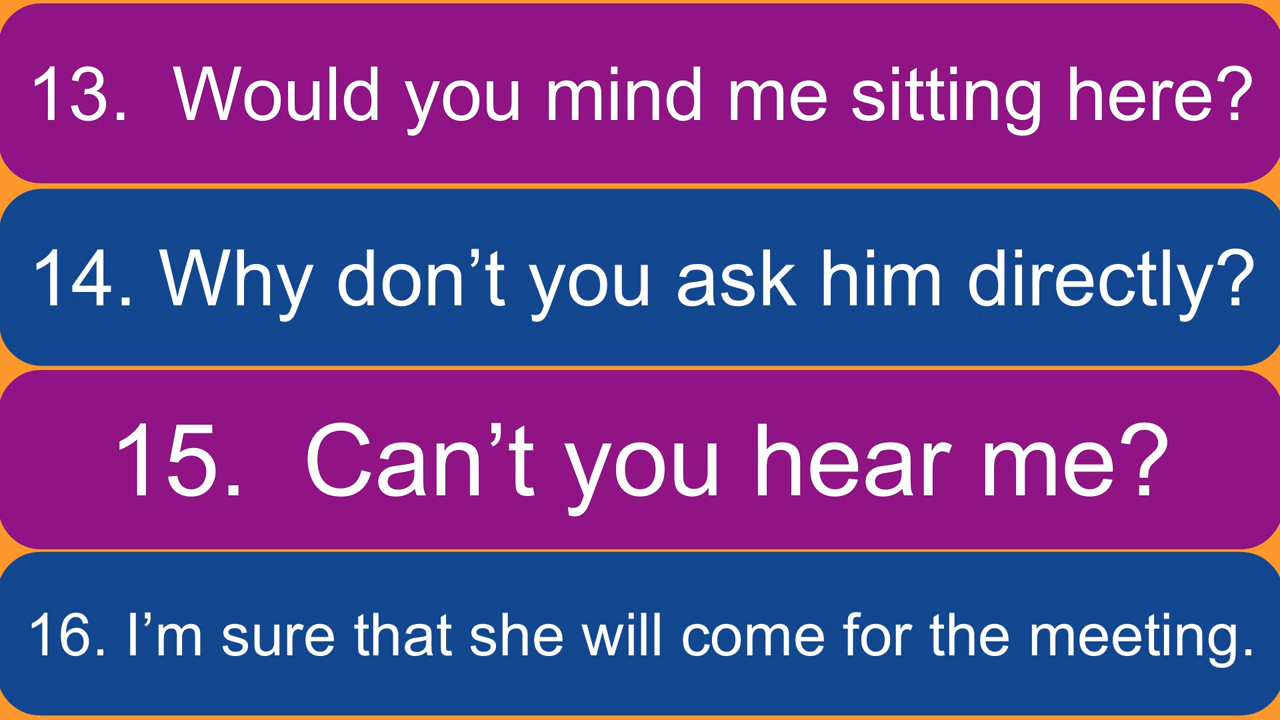 13. Would you mind me sitting here?
14. Why don’t you ask him directly?
15. Can’t you hear me?
16. I’m sure that she will come for the meeting.